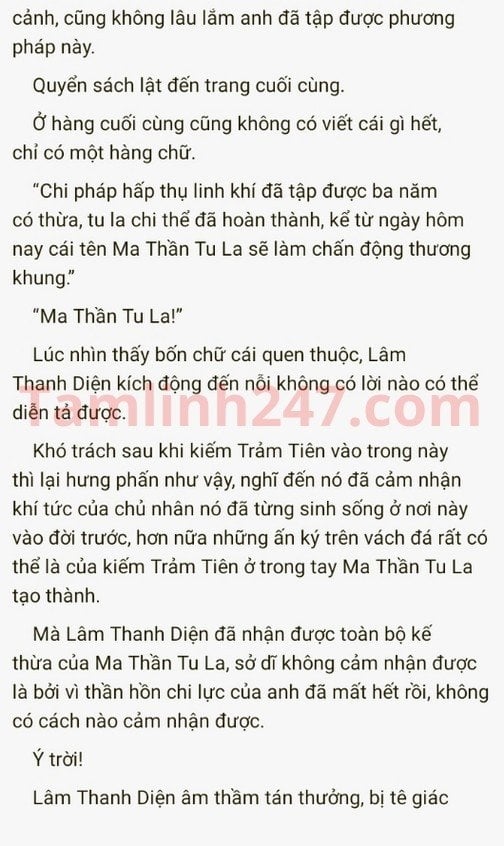 cảnh, cũng không lâu lắm anh đã tập được phương
pháp này.
Quyển sách lật đến trang cuối cùng.
Ở hàng cuối cùng cũng không có viết cái gì hết,
chỉ có một hàng chữ.
“Chi pháp hấp thụ linh khí đã tập được ba năm
có thừa, tu la chi thể đã hoàn thành, kể từ ngày hôm
nay cái tên Ma Thần Tu La sẽ làm chấn động thương
khung.”
“Ma Thần Tu La!”
Lúc nhìn thấy bốn chữ cái quen thuộc, Lâm
Thanh Diện kích động đến nỗi không có lời nào có thể
diễn tả được.
Tamlinh247.com
Khó trách sau khi kiếm Trảm Tiên vào trong này
thì lại hưng phấn như vậy, nghĩ đến nó đã cảm nhận
khí tức của chủ nhân nó đã từng sinh sống ở nơi này
vào đời trước, hơn nữa những ấn ký trên vách đá rất có
thể là của kiếm Trảm Tiên ở trong tay Ma Thần Tu La
tạo thành.
Mà Lâm Thanh Diện đã nhận được toàn bộ kế
thừa của Ma Thần Tu La, sở dĩ không cảm nhận được
là bởi vì thần hồn chi lực của anh đã mất hết rồi, không
có cách nào cảm nhận được.
Ý trời!
Lâm Thanh Diện âm thầm tán thưởng, bị tê giác